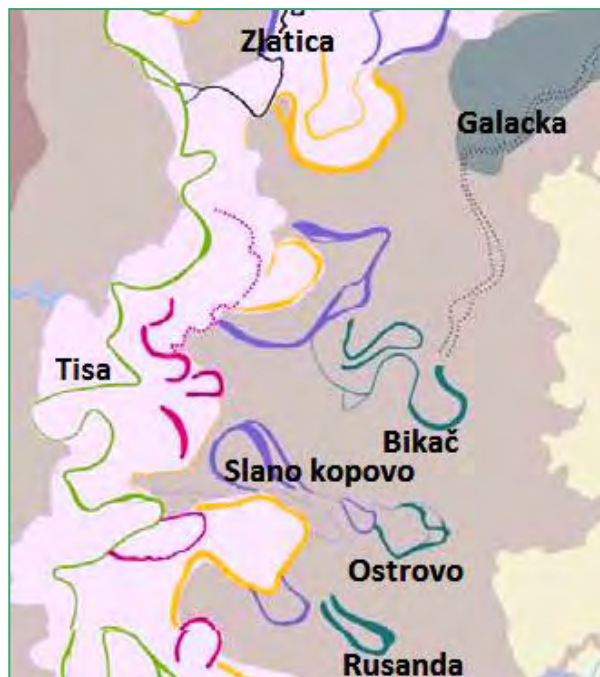 Zlatica
Galacka
Tisa
Bikač
Slano kopovo
Ostrovo
Rusanda